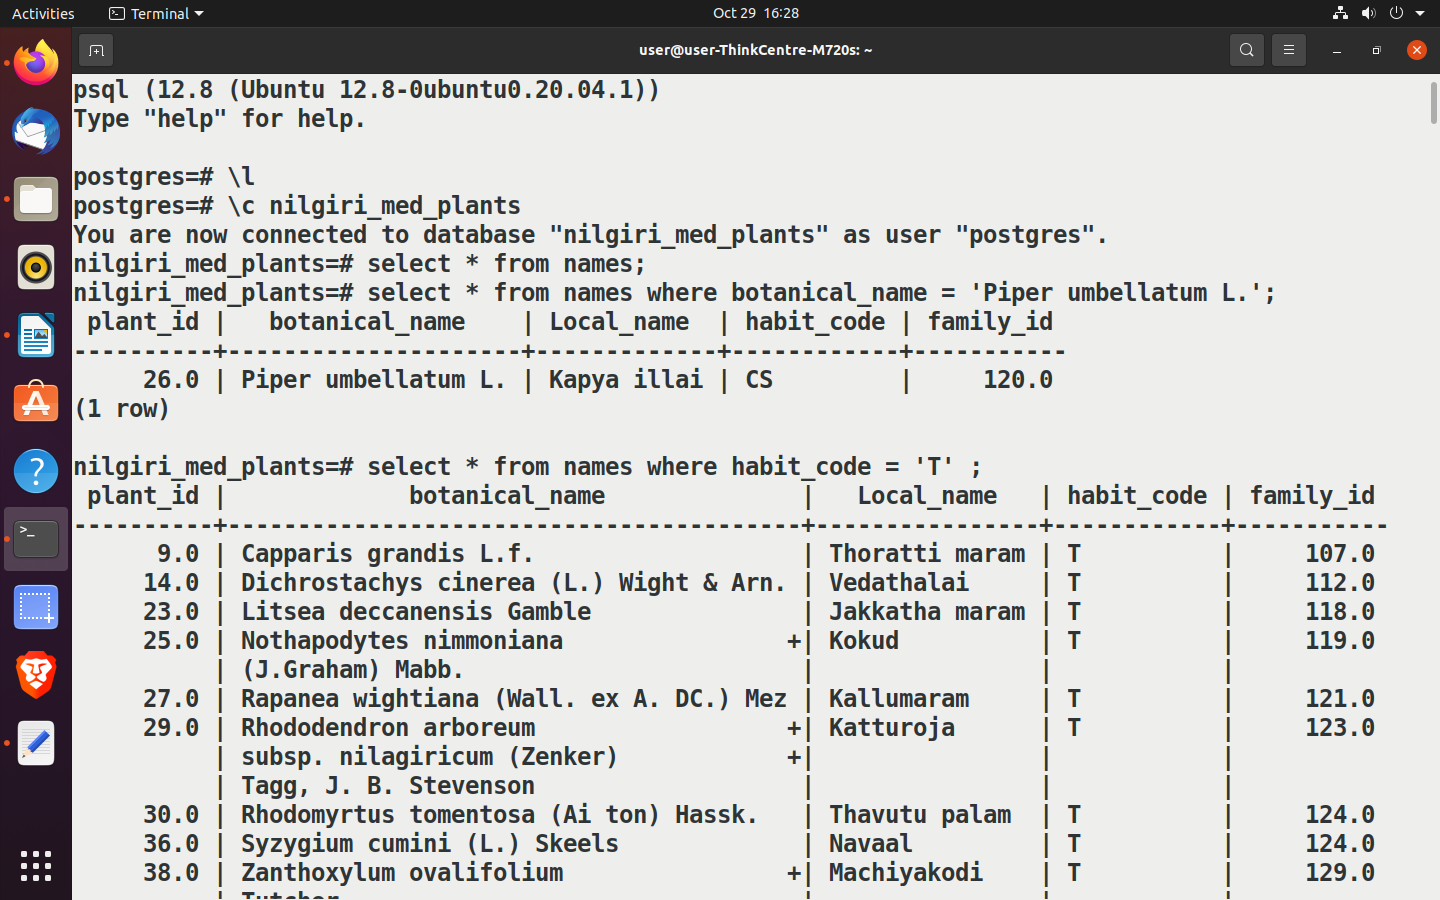 Activities Terminal Oct 29 16:28
user@user-ThinkCentre-M720s: ~
psql (12.8 (Ubuntu 12.8-0ubuntu0.20.04.1))
Type "help" for help.
postgres=# \l
postgres=# \c nilgiri_med_plants
You are now connected to database "nilgiri_med_plants" as user "postgres".
nilgiri_med_plants=# select * from names;
nilgiri_med_plants=# select * from names where botanical_name = 'Piper umbellatum L.';
 plant_id |   botanical_name    | Local_name  | habit_code | family_id
----------+---------------------+-------------+------------+-----------
     26.0 | Piper umbellatum L. | Kapya illai | CS         |     120.0
(1 row)
nilgiri_med_plants=# select * from names where habit_code = 'T' ;
 plant_id |             botanical_name              |   Local_name   | habit_code | family_id
----------+-----------------------------------------+----------------+------------+-----------
      9.0 | Capparis grandis L.f.                   | Thoratti maram | T          |     107.0
     14.0 | Dichrostachys cinerea (L.) Wight & Arn. | Vedathalai     | T          |     112.0
     23.0 | Litsea deccanensis Gamble               | Jakkatha maram | T          |     118.0
     25.0 | Nothapodytes nimmoniana                +| Kokud          | T          |     119.0
          | (J.Graham) Mabb.                        |                |            |
     27.0 | Rapanea wightiana (Wall. ex A. DC.) Mez | Kallumaram     | T          |     121.0
     29.0 | Rhododendron arboreum                  +| Katturoja      | T          |     123.0
          | subsp. nilagiricum (Zenker)            +|                |            |
          | Tagg, J. B. Stevenson                   |                |            |
     30.0 | Rhodomyrtus tomentosa (Ai ton) Hassk.   | Thavutu palam  | T          |     124.0
     36.0 | Syzygium cumini (L.) Skeels             | Navaal         | T          |     124.0
     38.0 | Zanthoxylum ovalifolium                +| Machiyakodi    | T          |     129.0